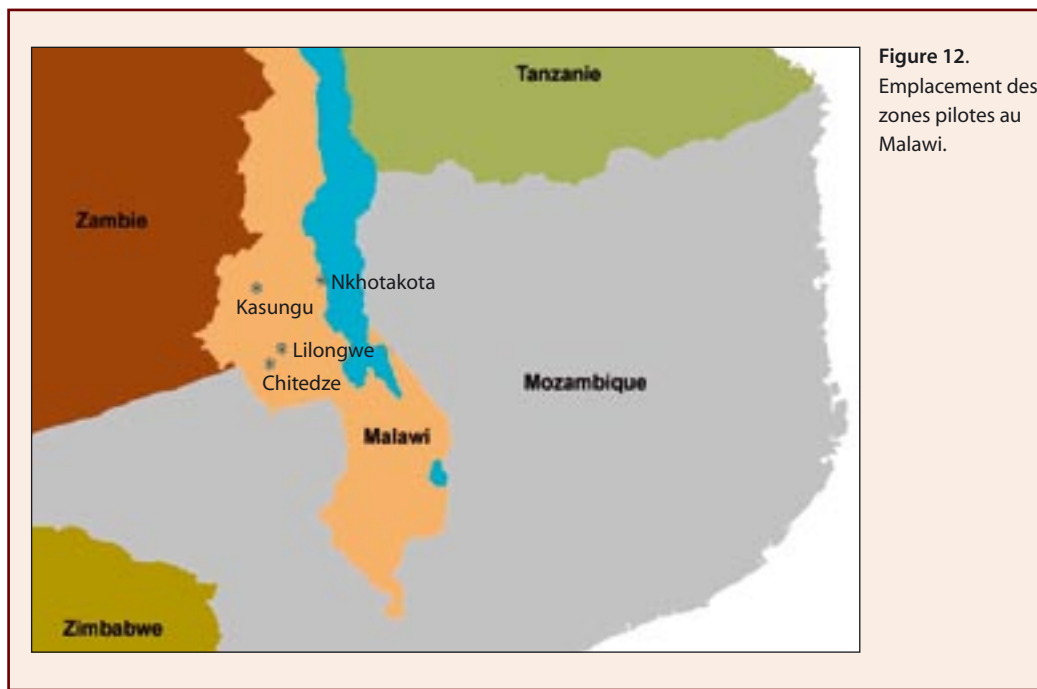 Tanzanie
Figure 12.
Emplacement des
zones pilotes au
Malawi.
Zambie
Nkhotakota
Kasungu
Lilongwe
Chitedze
Mozambique
Malawi
Zimbabwe